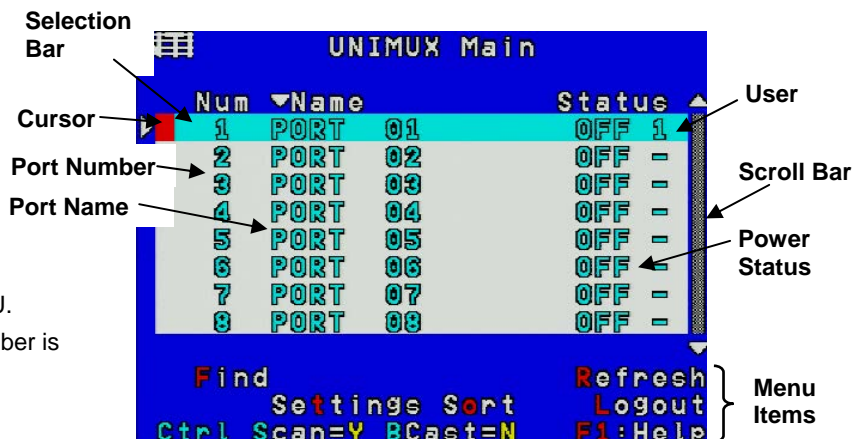 Selection
Bar
UNIMUX Main
Num Name Status
User
Cursor
1 PORT 01 OFF 1
2 PORT 02 OFF -
Port Number
3 PORT 03 OFF -
Scroll Bar
4 PORT 04 OFF -
Port Name
5 PORT 05 OFF -
Power
Status
6 PORT 06 OFF -
7 PORT 07 OFF -
8 PORT 08 OFF -
ber is
Find Refresh
Settings Sort Logout
Menu
Items
Ctrl Scan=Y BCast=N F1:Help